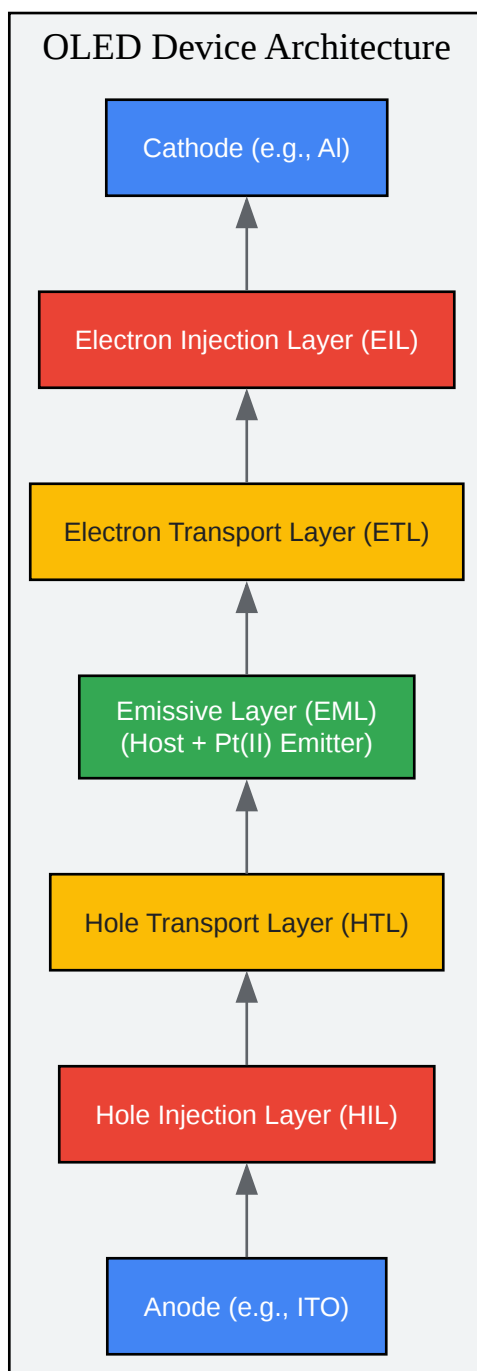 OLED Device Architecture
Cathode (e.g., Al)
Electron Injection Layer (EIL)
Electron Transport Layer (ETL)
Emissive Layer (EML)
(Host + Pt(II) Emitter)
Hole Transport Layer (HTL)
Hole Injection Layer (HIL)
Anode (e.g., ITO)